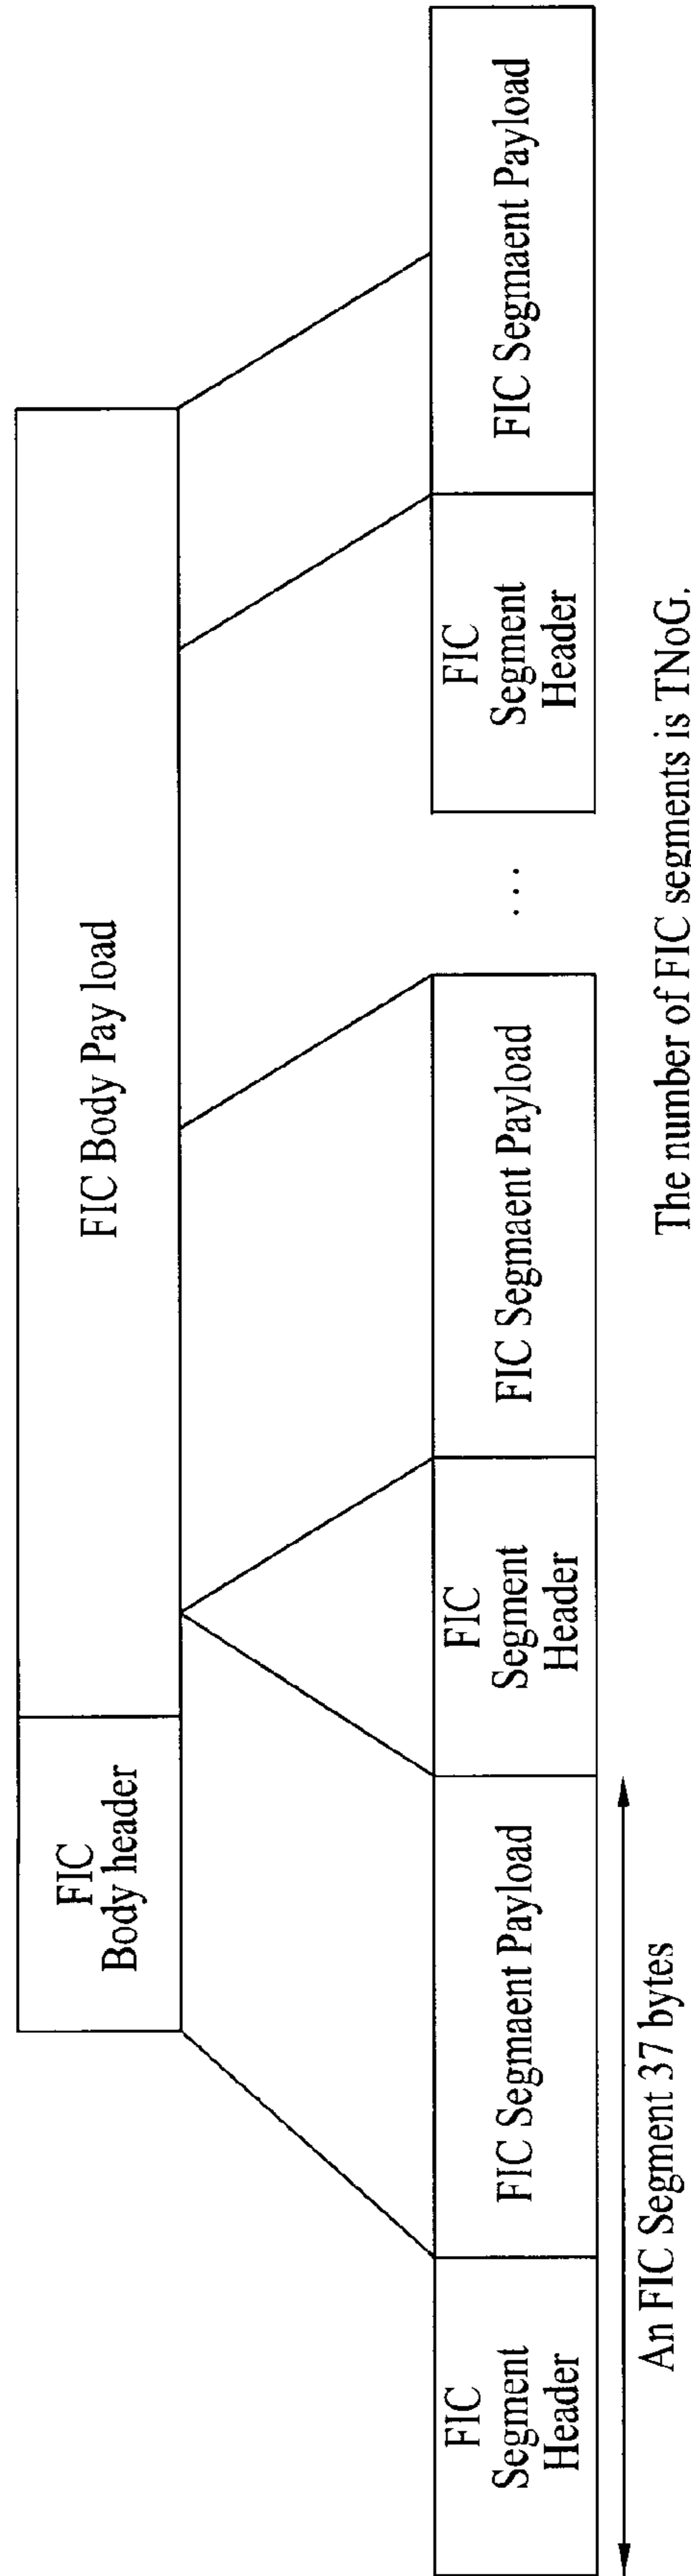 FIC
Body header
FIC Body Pay load
FIC
Segment
Header
FIC Segmaent Payload
FIC
Segment
Header
FIC Segmaent Payload
...
FIC
Segment
Header
FIC Segmaent Payload
An FIC Segment 37 bytes
The number of FIC segments is TNoG.